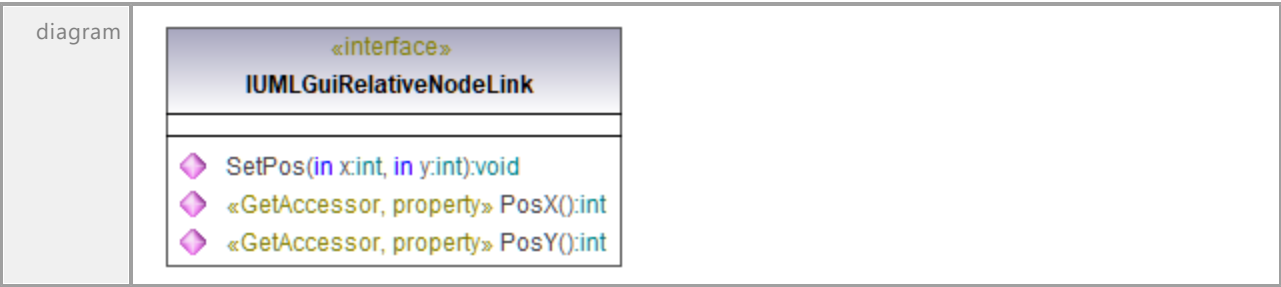 diagram
«interface»
IUMLGuiRelativeNodeLink
SetPos(in x:int, in y:int):void
«GetAccessor, property» PosX():int
«GetAccessor, property» PosY():int